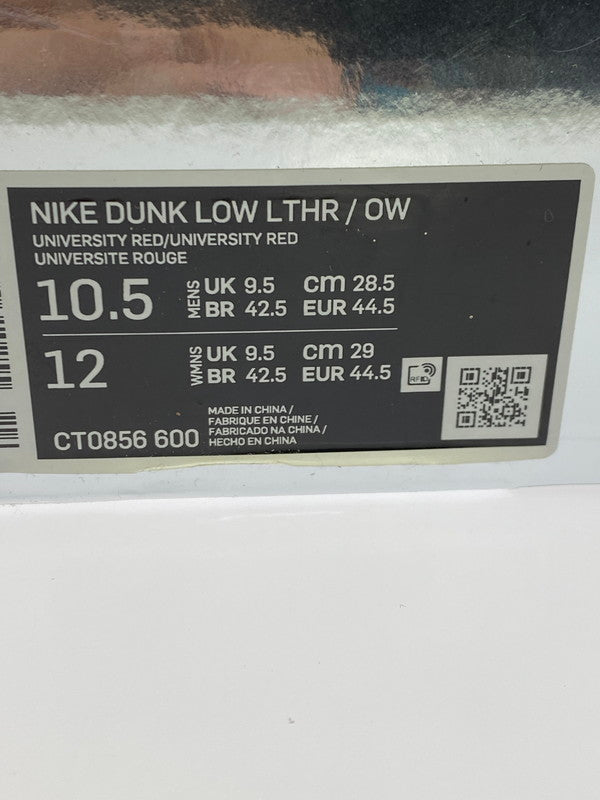 NIKE DUNK LOW LTHR / OW
UNIVERSITY RED/UNIVERSITY RED
UNIVERSITE ROUGE
10.5 MENS UK 9.5 cm 28.5
BR 42.5 EUR 44.5
12 WMNS UK 9.5 cm 29
BR 42.5 EUR 44.5
RFID
CT0856 600
MADE IN CHINA /
FABRIQUE EN CHINE /
FABRICADO NA CHINA /
HECHO EN CHINA